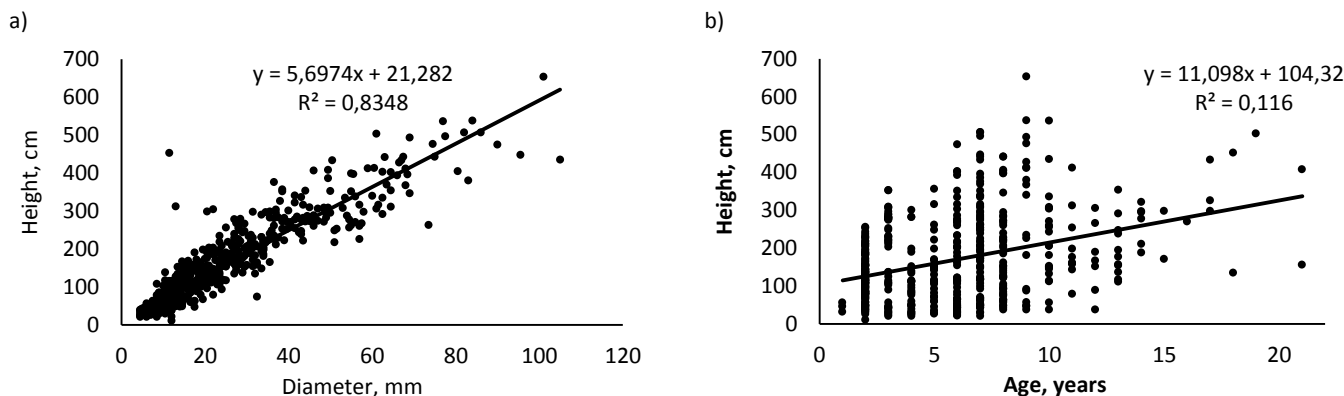 a)
700
600
500
400
300
200
100
0
Height, cm
y = 5,6974x + 21,282
R² = 0,8348
0 20 40 60 80 100 120
Diameter, mm
b)
700
600
500
400
300
200
100
0
Height, cm
y = 11,098x + 104,32
R² = 0,116
0 5 10 15 20
Age, years